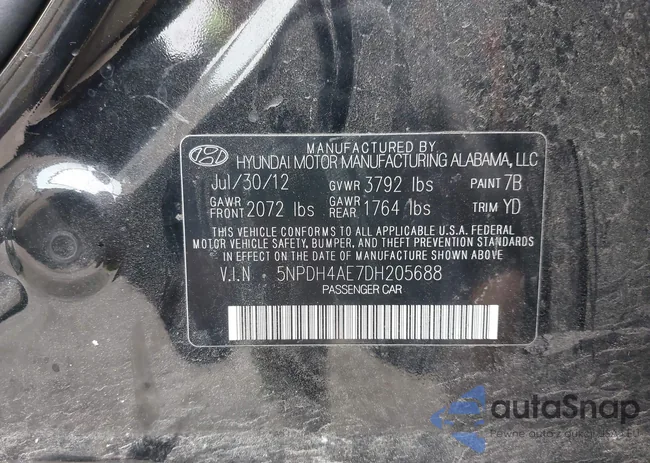 MANUFACTURED BY
HYUNDAI MOTOR MANUFACTURING ALABAMA, LLC
Jul/30/12 GVWR 3792 lbs PAINT 7B
GAWR FRONT 2072 lbs GAWR REAR 1764 lbs TRIM YD
THIS VEHICLE CONFORMS TO ALL APPLICABLE U.S.A. FEDERAL
MOTOR VEHICLE SAFETY, BUMPER, AND THEFT PREVENTION STANDARDS
IN EFFECT ON THE DATE OF MANUFACTURE SHOWN ABOVE
V.I.N 5NPDH4AE7DH205688
PASSENGER CAR
autoSnap
Pewne auta z